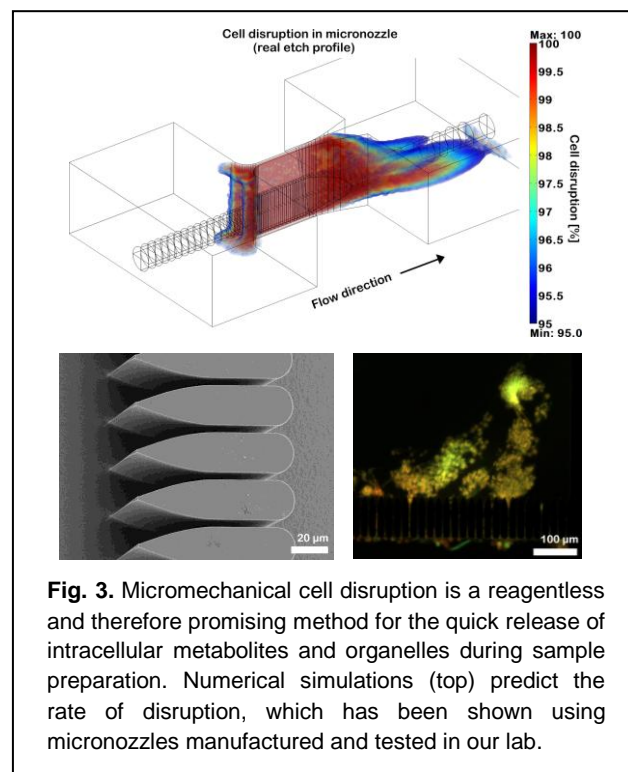 Cell disruption in micronozzle
(real etch profile)
Max: 100
100
99.5
99
98.5
98
97.5
97
96.5
96
95.5
95
Min: 95.0
Cell disruption [%]
Flow direction
20 µm
100 µm
Fig. 3. Micromechanical cell disruption is a reagentless
and therefore promising method for the quick release of
intracellular metabolites and organelles during sample
preparation. Numerical simulations (top) predict the
rate of disruption, which has been shown using
micronozzles manufactured and tested in our lab.